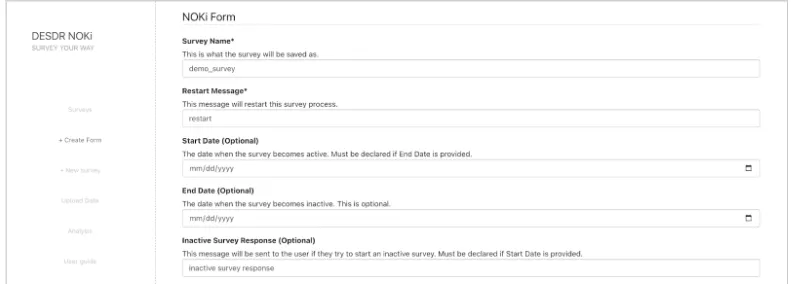 NOKi Form
DESDR NOKi
SURVEY YOUR WAY
Surveys
+ Create Form
+ New survey
Upload Data
Analysis
User guide
Survey Name*
This is what the survey will be saved as.
demo_survey
Restart Message*
This message will restart this survey process.
restart
Start Date (Optional)
The date when the survey becomes active. Must be declared if End Date is provided.
mm/dd/yyyy
End Date (Optional)
The date when the survey becomes inactive. This is optional.
mm/dd/yyyy
Inactive Survey Response (Optional)
This message will be sent to the user if they try to start an inactive survey. Must be declared if Start Date is provided.
inactive survey response